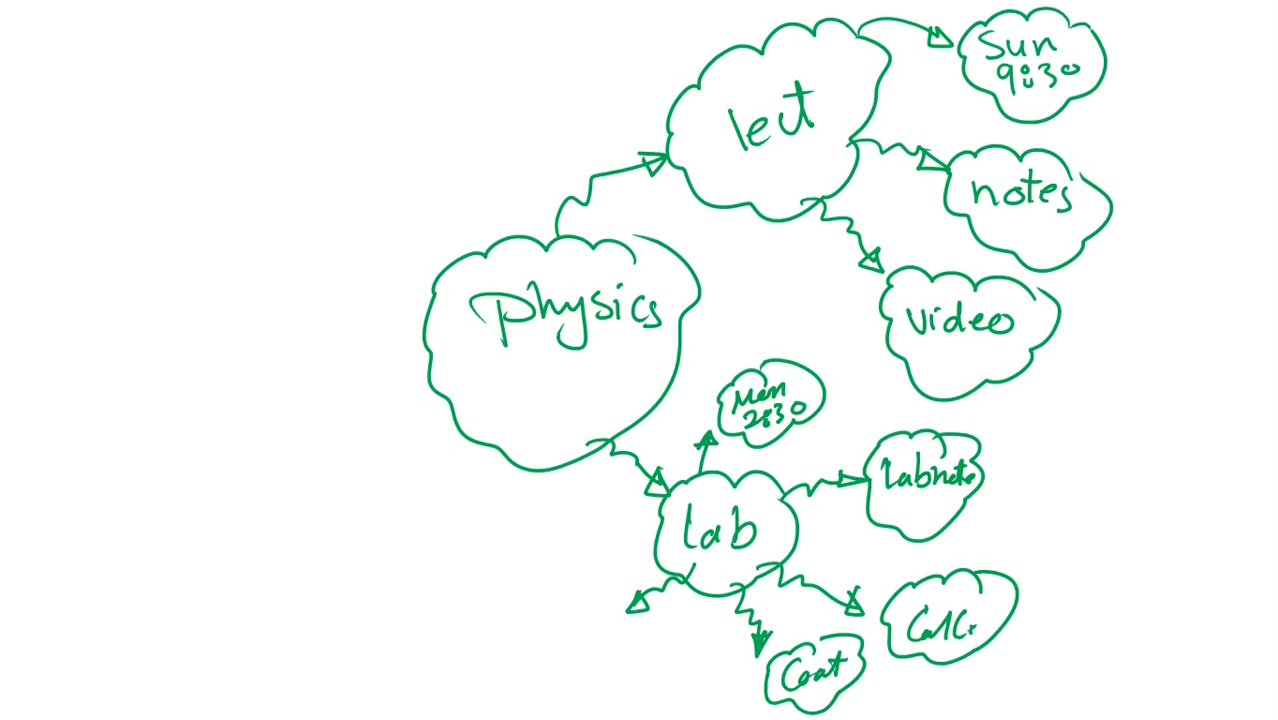 lect
Sun
9:30
notes
video
physics
Mon
2:30
lab
labnote
Calc.
Coat